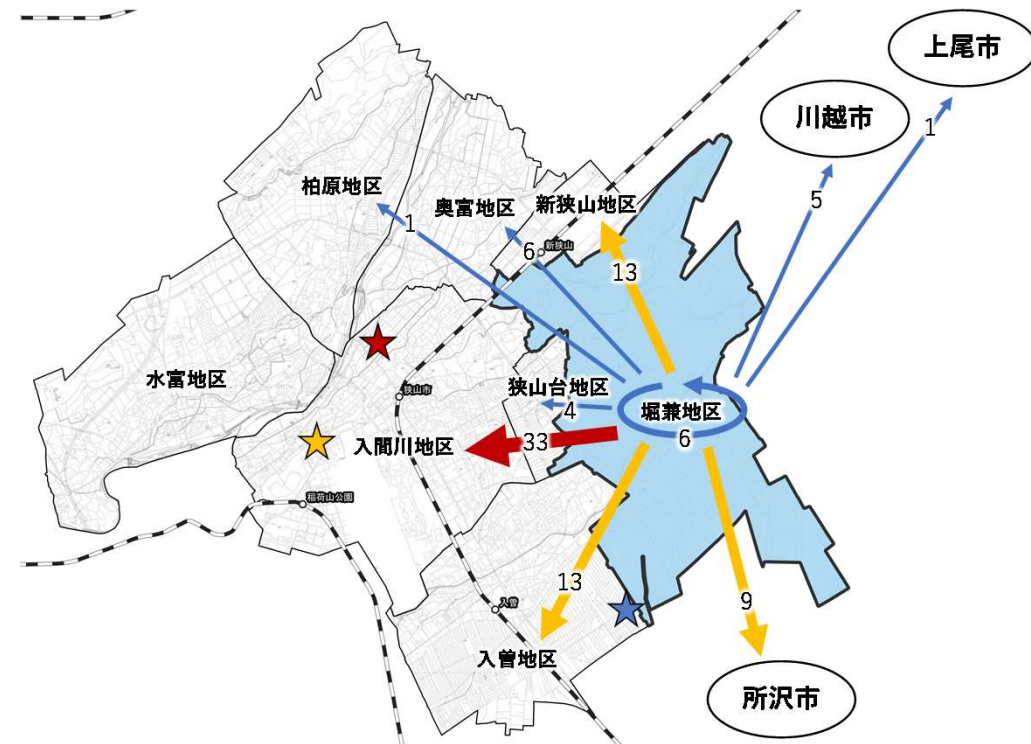 上尾市
川越市
1
5
柏原地区
奥富地区
新狭山地区
1
6
新狭山
13
水富地区
狭山市
狭山台地区
4
堀兼地区
6
入間川地区
33
稲荷山公園
13
入曽
9
入曽地区
所沢市